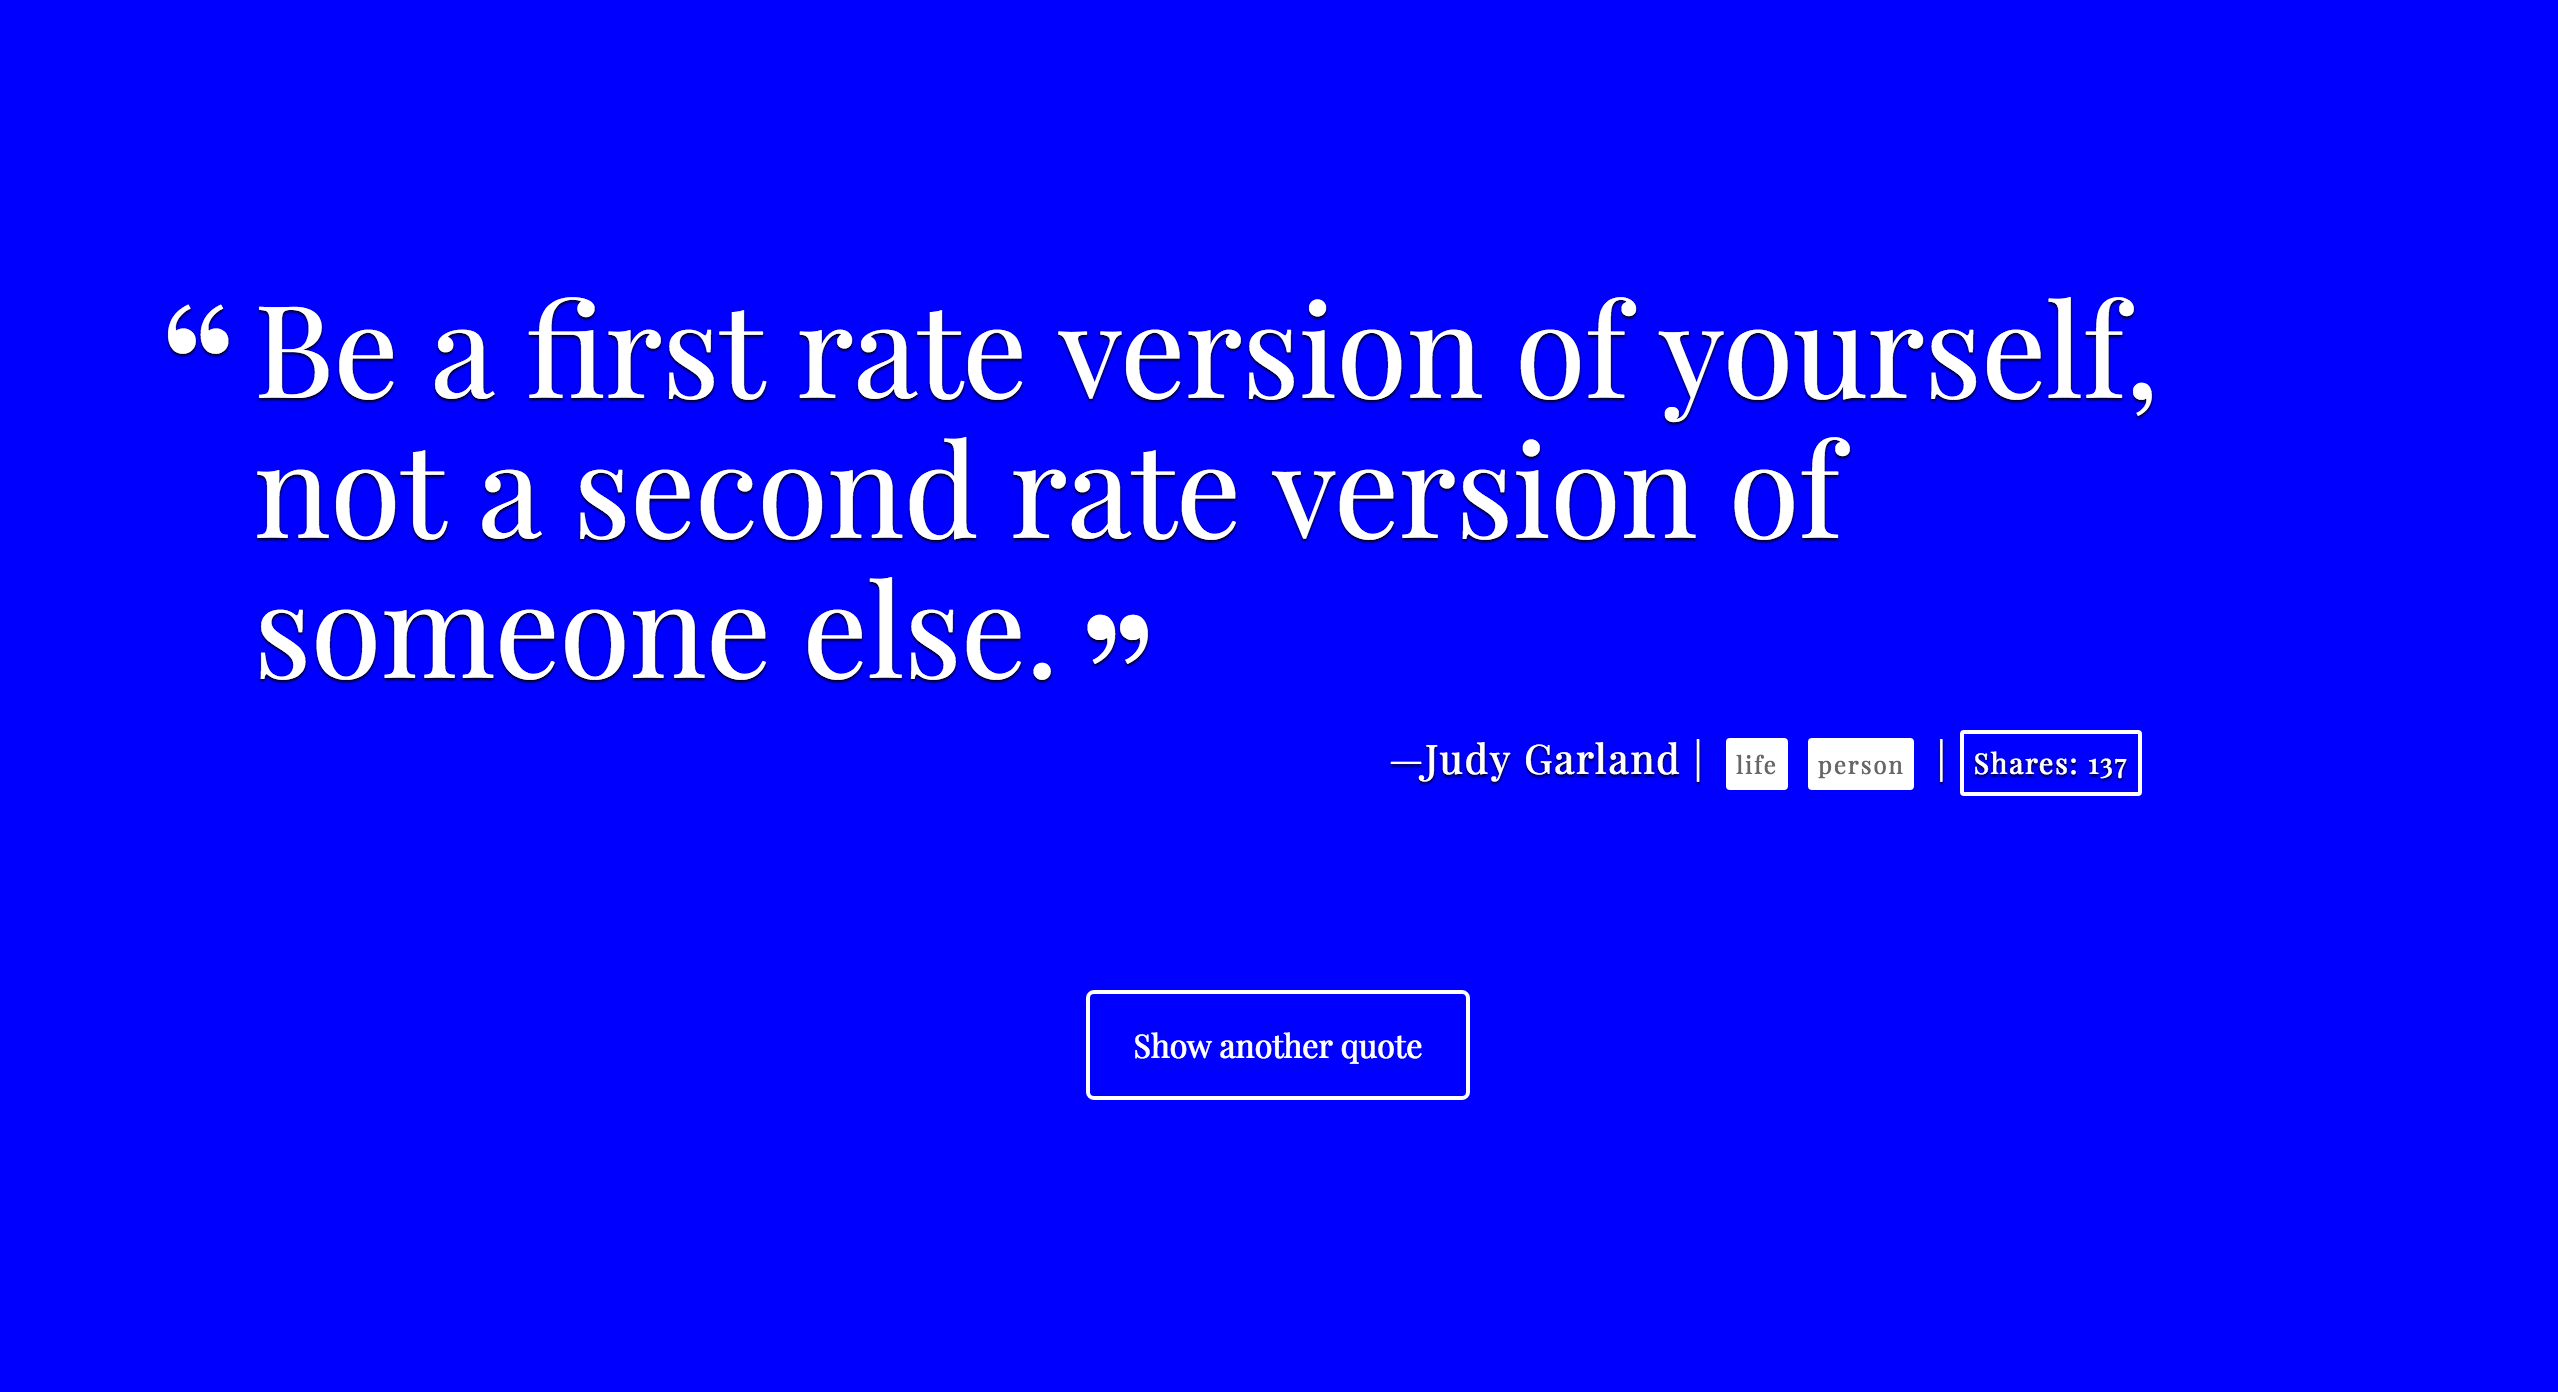 “Be a first rate version of yourself,
not a second rate version of
someone else.”
—Judy Garland | life person | Shares: 137
Show another quote